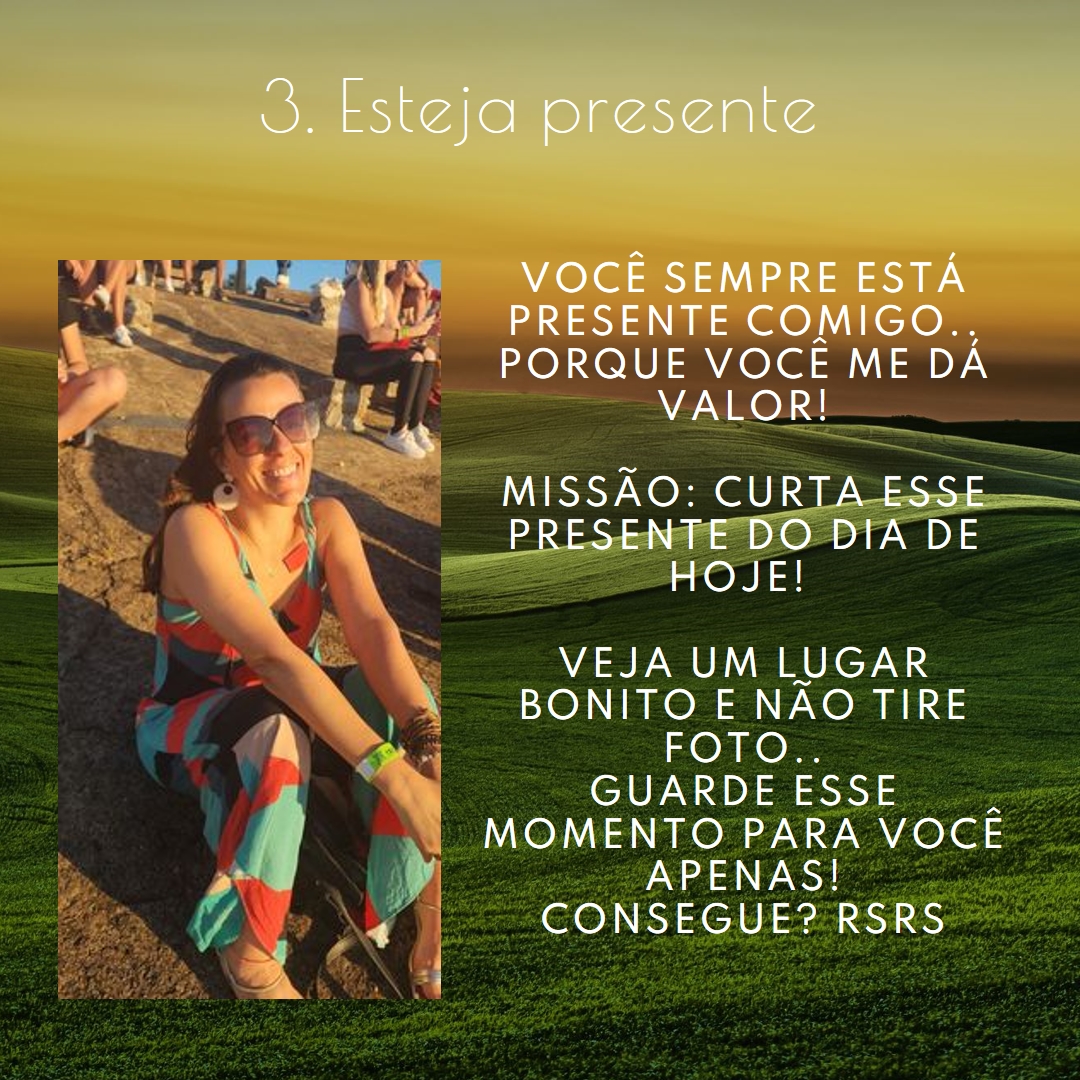 3. Esteja presente
VOCÊ SEMPRE ESTÁ
PRESENTE COMIGO..
PORQUE VOCÊ ME DÁ
VALOR!
MISSÃO: CURTA ESSE
PRESENTE DO DIA DE
HOJE!
VEJA UM LUGAR
BONITO E NÃO TIRE
FOTO..
GUARDE ESSE
MOMENTO PARA VOCÊ
APENAS!
CONSEGUE? RSRS